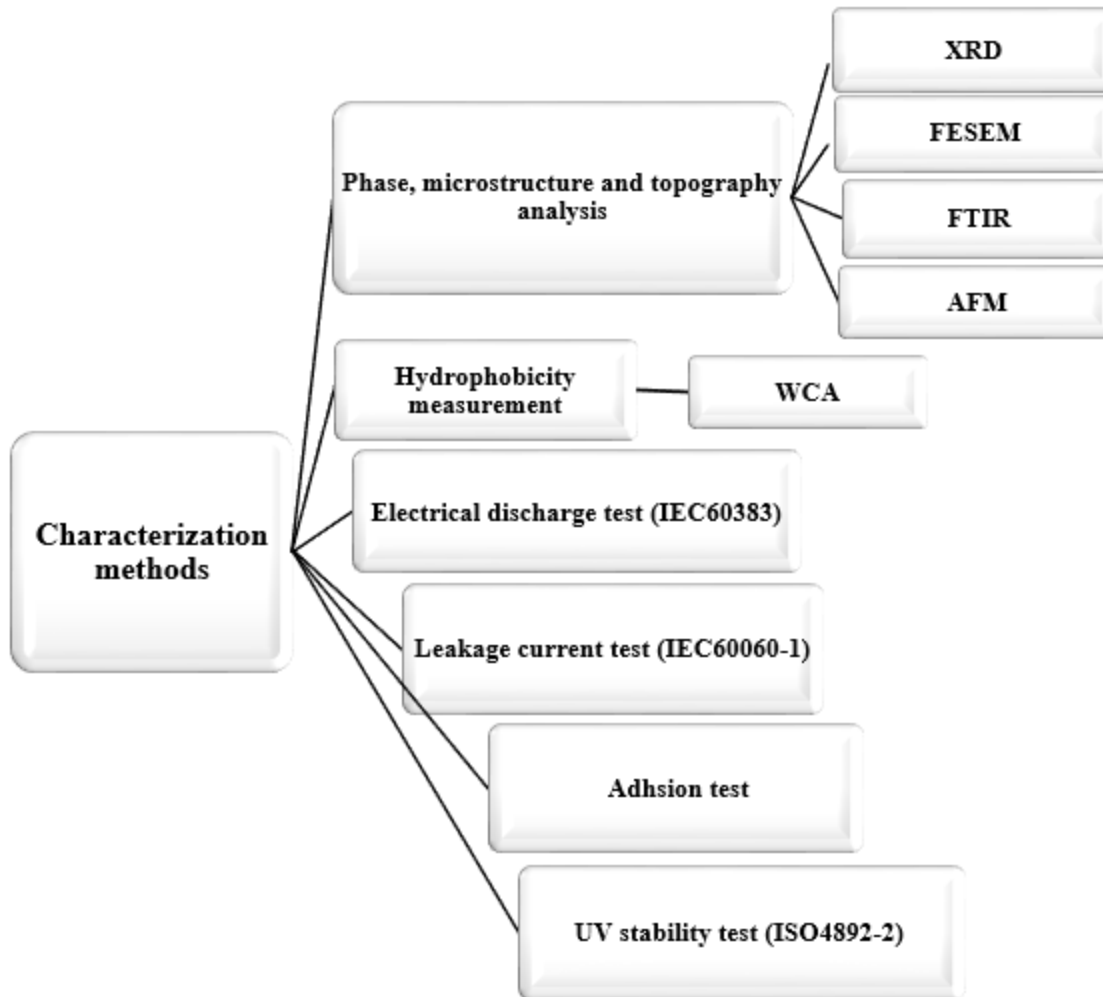 XRD
FESEM
Phase, microstructure and topography
analysis
FTIR
AFM
Hydrophobicity
measurement
WCA
Characterization
methods
Electrical discharge test (IEC60383)
Leakage current test (IEC60060-1)
Adhsion test
UV stability test (ISO4892-2)